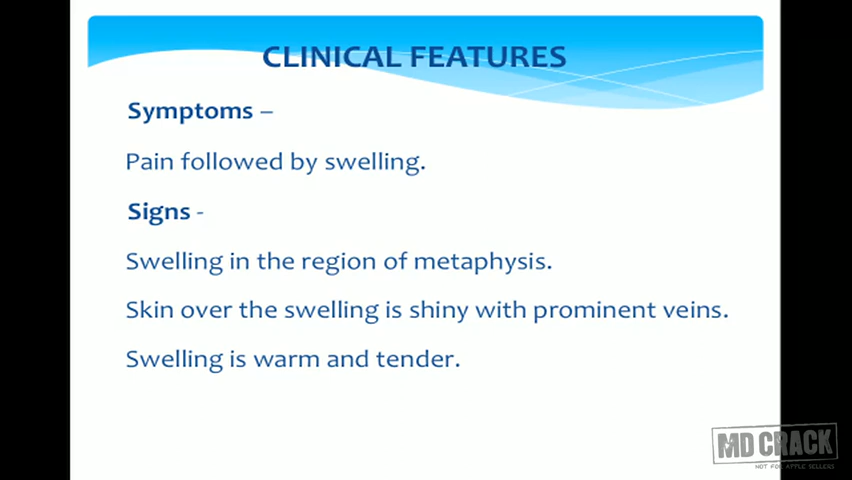 CLINICAL FEATURES
Symptoms –
Pain followed by swelling.
Signs -
Swelling in the region of metaphysis.
Skin over the swelling is shiny with prominent veins.
Swelling is warm and tender.
MD CRACK
NOT FOR APPLE SELLERS